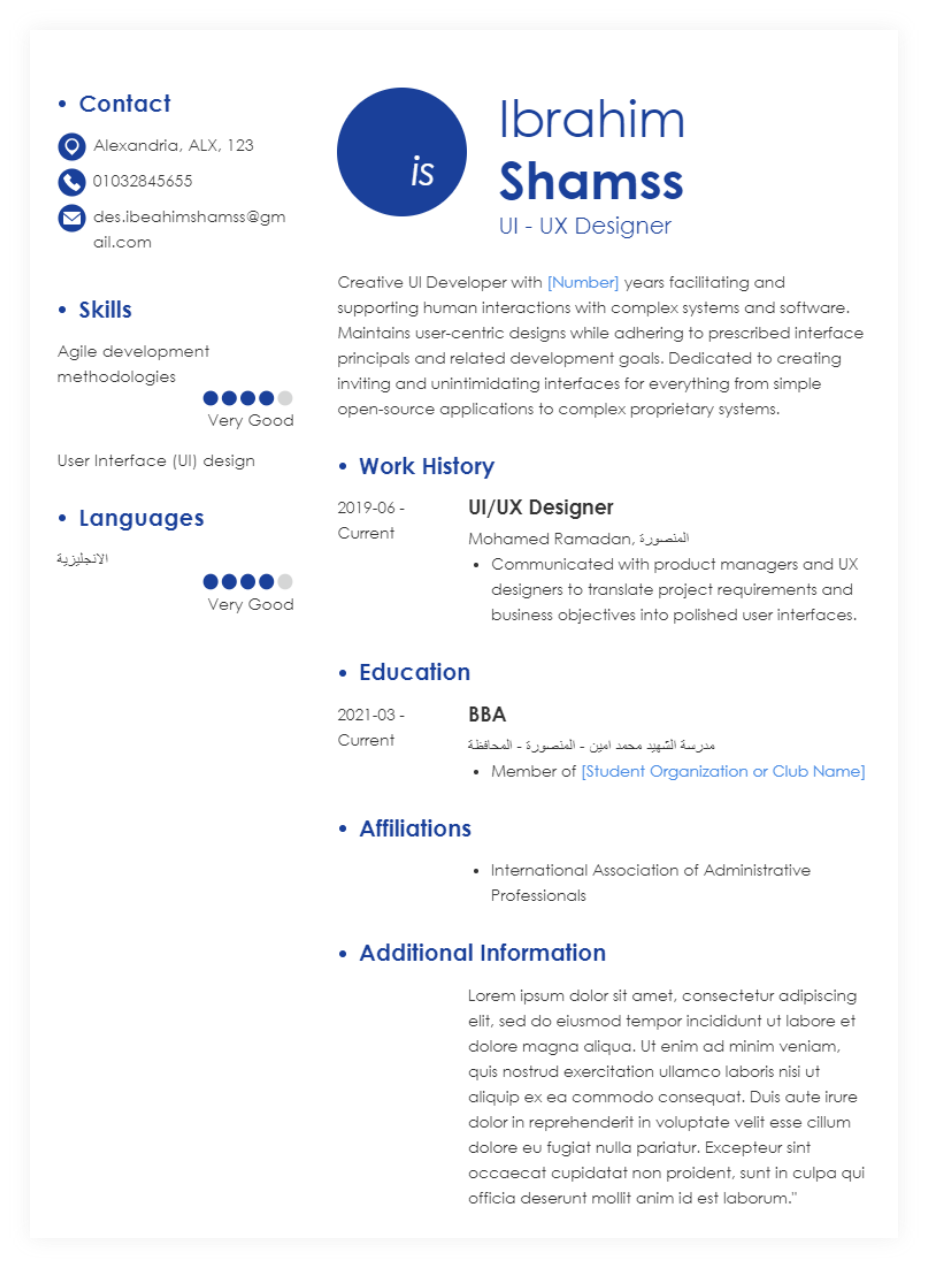 Contact
Alexandria, ALX, 123
01032845655
des.ibeahimshamss@gm
ail.com
Skills
Agile development
methodologies
Very Good
User Interface (UI) design
Languages
الانجليزية
Very Good
is
Ibrahim
Shamss
UI - UX Designer
Creative UI Developer with [Number] years facilitating and
supporting human interactions with complex systems and software.
Maintains user-centric designs while adhering to prescribed interface
principals and related development goals. Dedicated to creating
inviting and unintimidating interfaces for everything from simple
open-source applications to complex proprietary systems.
Work History
2019-06 -
Current
UI/UX Designer
Mohamed Ramadan, المنصورة
• Communicated with product managers and UX
designers to translate project requirements and
business objectives into polished user interfaces.
Education
2021-03 -
Current
BBA
مدرسة الشهيد محمد امين - المنصورة - المحافظة
• Member of [Student Organization or Club Name]
Affiliations
• International Association of Administrative
Professionals
Additional Information
Lorem ipsum dolor sit amet, consectetur adipiscing
elit, sed do eiusmod tempor incididunt ut labore et
dolore magna aliqua. Ut enim ad minim veniam,
quis nostrud exercitation ullamco laboris nisi ut
aliquip ex ea commodo consequat. Duis aute irure
dolor in reprehenderit in voluptate velit esse cillum
dolore eu fugiat nulla pariatur. Excepteur sint
occaecat cupidatat non proident, sunt in culpa qui
officia deserunt mollit anim id est laborum."